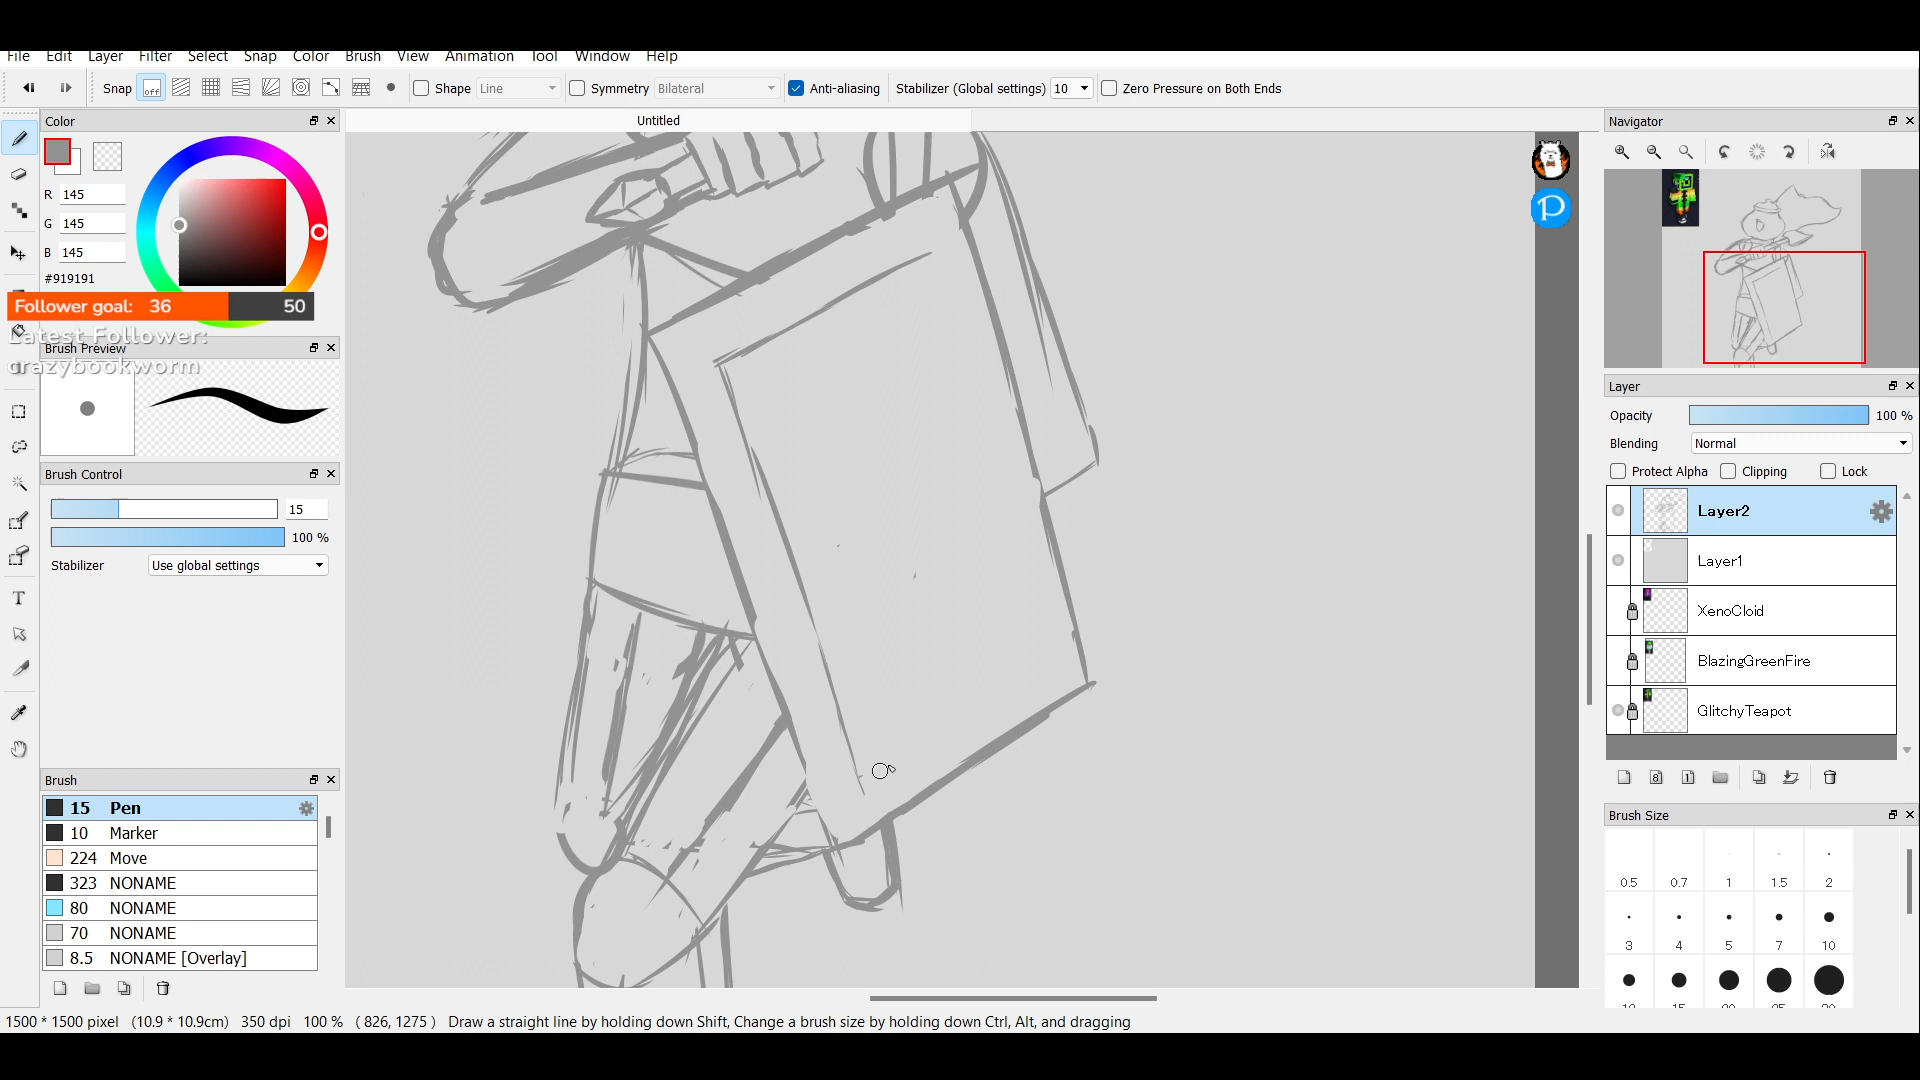 File Edit Layer Filter Select Snap Color Brush View Animation Tool Window Help
Snap off Shape Line Symmetry Bilateral Anti-aliasing Stabilizer (Global settings) 10 Zero Pressure on Both Ends
Color
Untitled
Navigator
R 145
G 145
B 145
#919191
Follower goal: 36 50
Latest Follower:
crazybookworm
Brush Preview
Layer
Opacity 100 %
Blending Normal
Protect Alpha Clipping Lock
Brush Control
15
100 %
Stabilizer Use global settings
Layer2
Layer1
XenoCloid
BlazingGreenFire
GlitchyTeapot
Brush
15 Pen
10 Marker
224 Move
323 NONAME
80 NONAME
70 NONAME
8.5 NONAME [Overlay]
Brush Size
0.5 0.7 1 1.5 2
3 4 5 7 10
1500 * 1500 pixel (10.9 * 10.9cm) 350 dpi 100 % ( 826, 1275 ) Draw a straight line by holding down Shift, Change a brush size by holding down Ctrl, Alt, and dragging